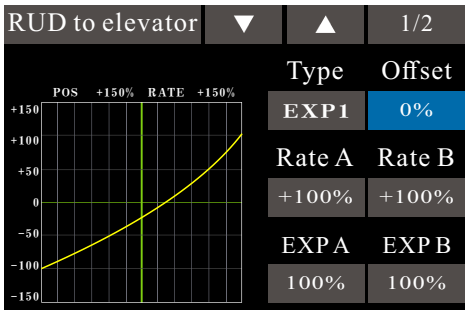 RUD to elevator ▼ ▲ 1/2
Type Offset
POS +150% RATE +150%
EXP1 0%
+150
+100
+50
0
-50
-100
-150
Rate A Rate B
+100% +100%
EXP A EXP B
100% 100%